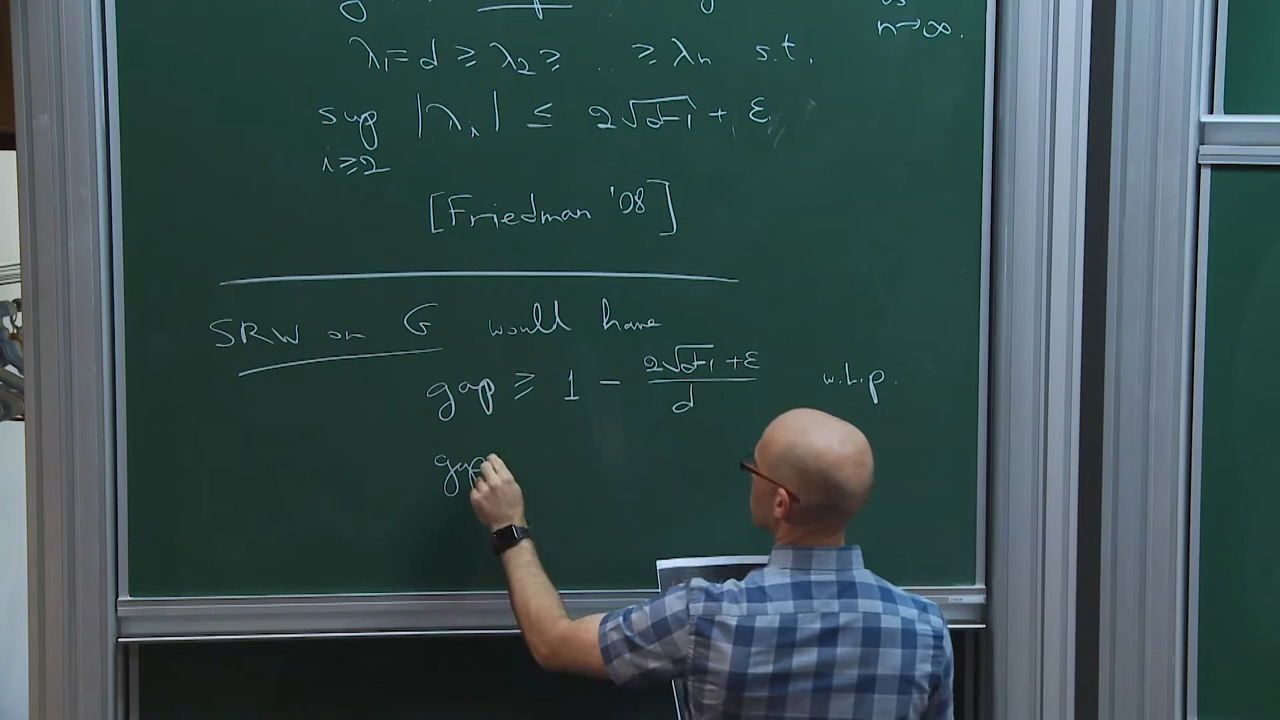 n→∞.
λ₁= d ≥ λ₂ ≥ .. ≥ λn s.t.
sup |λᵢ| ≤ 2√d-1 + ε
i≥2
[Friedman '08]
SRW on G would have
gap ≥ 1 - 2√d-1 + ε / d w.h.p.
gap